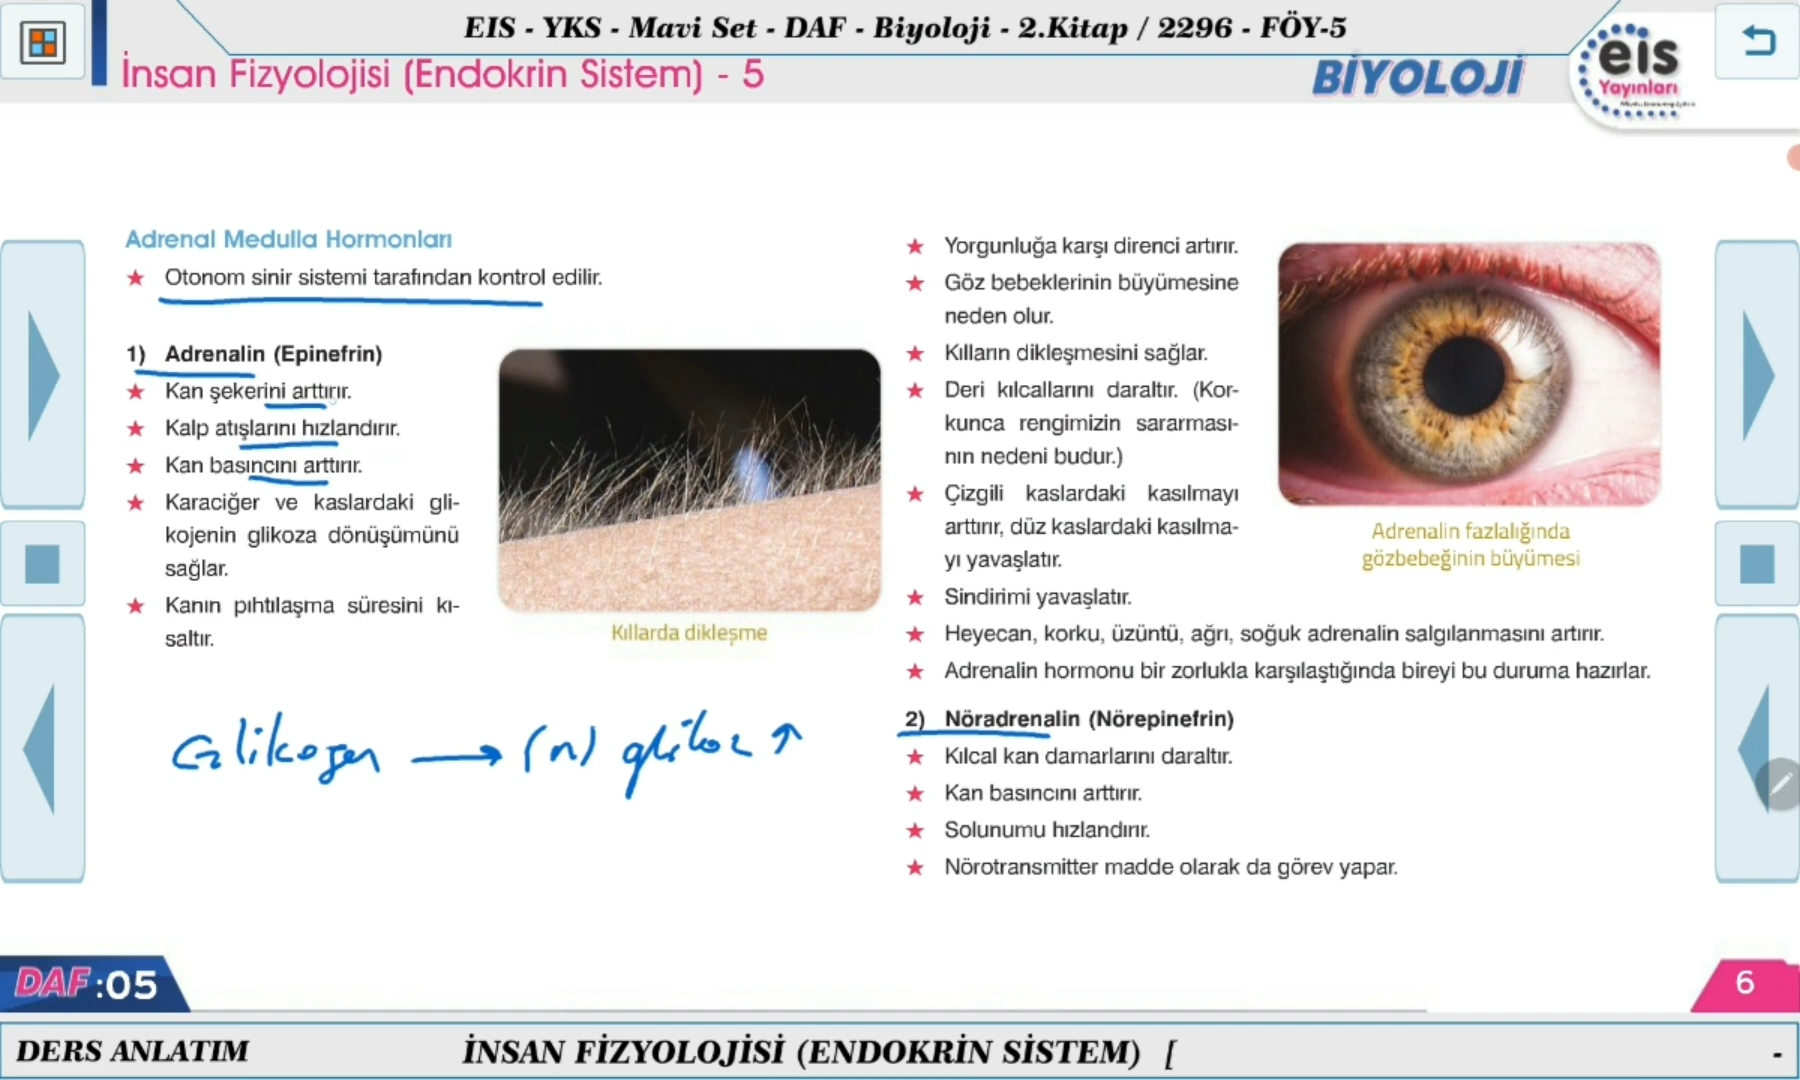 EIS - YKS - Mavi Set - DAF - Biyoloji - 2.Kitap / 2296 - FÖY-5
İnsan Fizyolojisi (Endokrin Sistem) - 5
BİYOLOJİ
eis
Yayınları
Adrenal Medulla Hormonları
★ Otonom sinir sistemi tarafından kontrol edilir.
1) Adrenalin (Epinefrin)
★ Kan şekerini arttırır.
★ Kalp atışlarını hızlandırır.
★ Kan basıncını arttırır.
★ Karaciğer ve kaslardaki gli-
kojenin glikoza dönüşümünü
sağlar.
★ Kanın pıhtılaşma süresini kı-
saltır.
Kıllarda dikleşme
Glikojen → (n) glikoz ↑
★ Yorgunluğa karşı direnci artırır.
★ Göz bebeklerinin büyümesine
neden olur.
★ Kılların dikleşmesini sağlar.
★ Deri kılcallarını daraltır. (Kor-
kunca rengimizin sararması-
nın nedeni budur.)
★ Çizgili kaslardaki kasılmayı
arttırır, düz kaslardaki kasılma-
yı yavaşlatır.
★ Sindirimi yavaşlatır.
★ Heyecan, korku, üzüntü, ağrı, soğuk adrenalin salgılanmasını artırır.
★ Adrenalin hormonu bir zorlukla karşılaştığında bireyi bu duruma hazırlar.
Adrenalin fazlalığında
gözbebeğinin büyümesi
2) Nöradrenalin (Nörepinefrin)
★ Kılcal kan damarlarını daraltır.
★ Kan basıncını arttırır.
★ Solunumu hızlandırır.
★ Nörotransmitter madde olarak da görev yapar.
DAF :05
6
DERS ANLATIM
İNSAN FİZYOLOJİSİ (ENDOKRİN SİSTEM) [
-